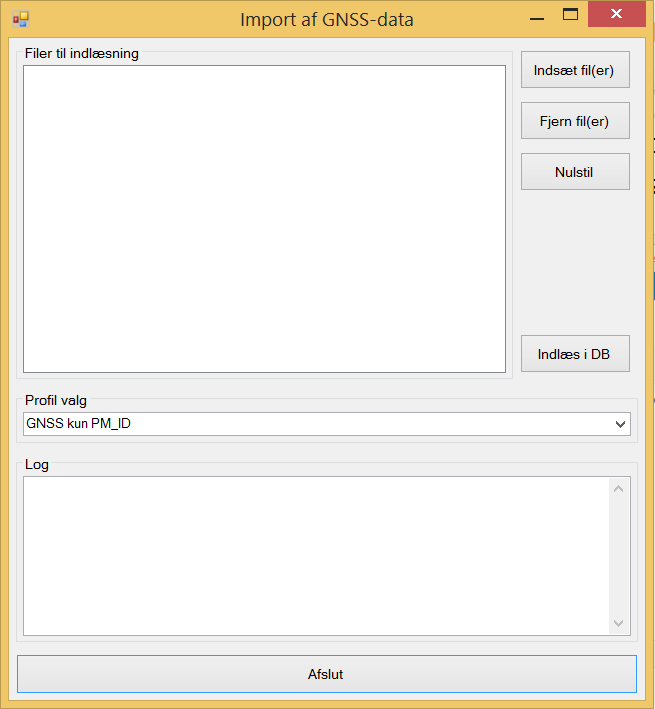 Import af GNSS-data
Filer til indlæsning
Indsæt fil(er)
Fjern fil(er)
Nulstil
Indlæs i DB
Profil valg
GNSS kun PM_ID
Log
Afslut